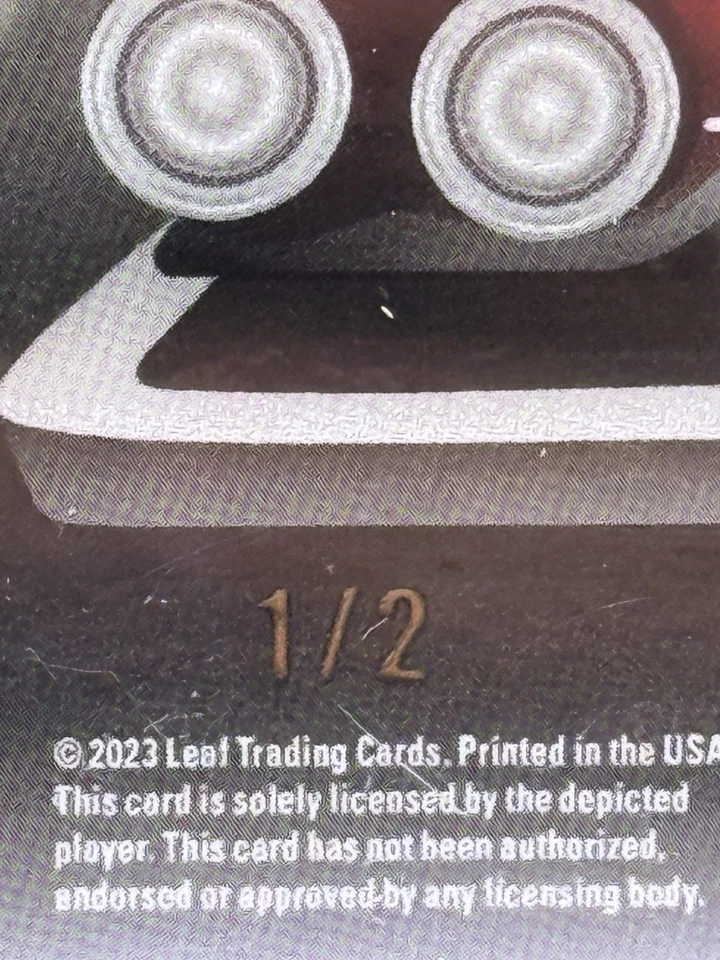 1/2
©2023 Leaf Trading Cards. Printed in the USA
This card is solely licensed by the depicted
player. This card has not been authorized,
endorsed or approved by any licensing body.